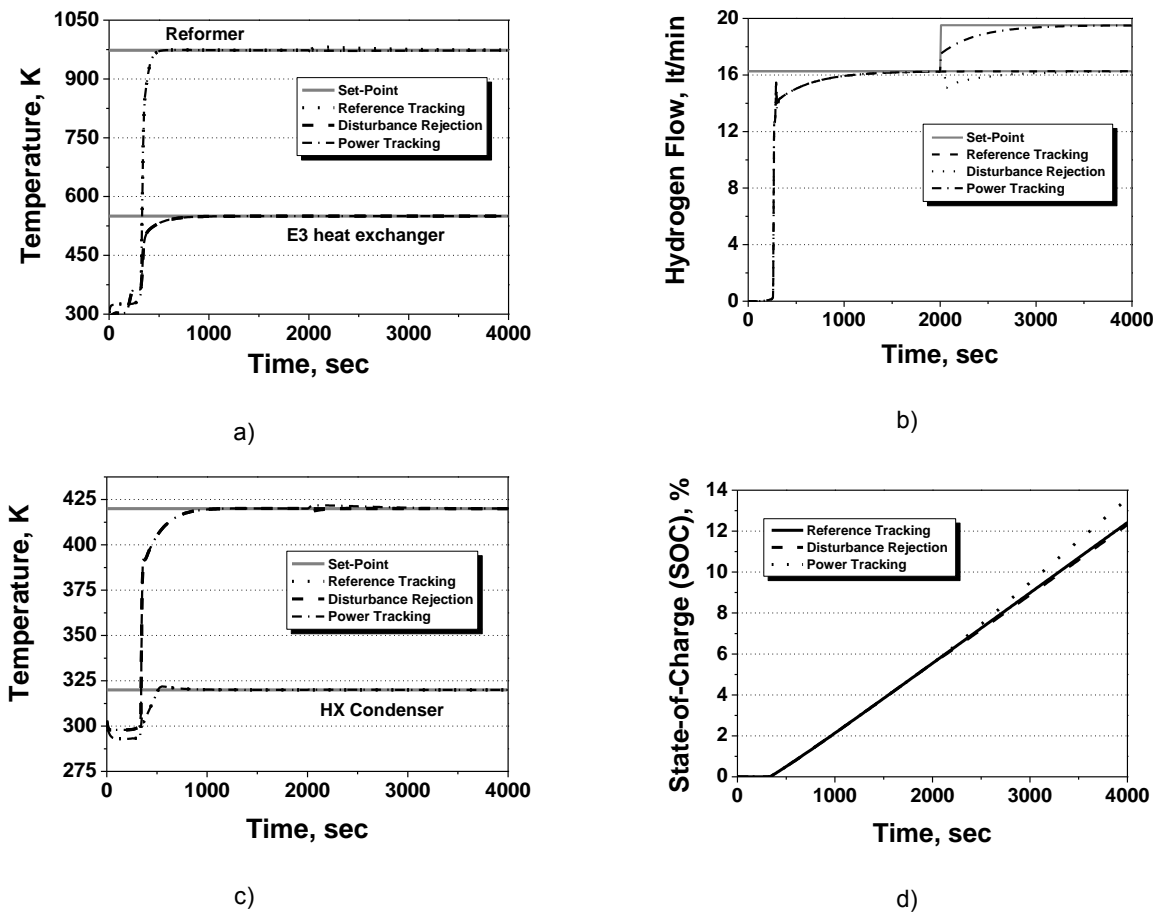 1050
900
750
600
450
300
Temperature, K
Reformer
Set-Point
Reference Tracking
Disturbance Rejection
Power Tracking
E3 heat exchanger
0
1000
2000
3000
4000
Time, sec
a)
20
16
12
8
4
0
Hydrogen Flow, lt/min
Set-Point
Reference Tracking
Disturbance Rejection
Power Tracking
0
1000
2000
3000
4000
Time, sec
b)
425
400
375
350
325
300
275
Temperature, K
Set-Point
Reference Tracking
Disturbance Rejection
Power Tracking
HX Condenser
0
1000
2000
3000
4000
Time, sec
c)
14
12
10
8
6
4
2
0
State-of-Charge (SOC), %
Reference Tracking
Disturbance Rejection
Power Tracking
0
1000
2000
3000
4000
Time, sec
d)